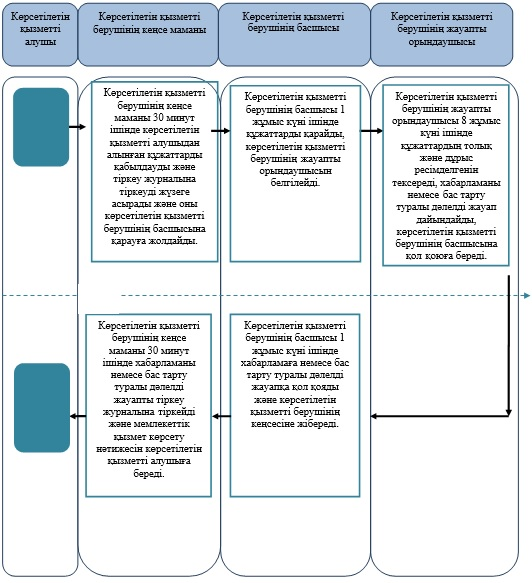 Көрсетілетін
қызметті
алушы
Көрсетілетін қызметті
берушінің кеңсе маманы
Көрсетілетін қызметті
берушінің басшысы
Көрсетілетін қызметті
берушінің жауапты
орындаушысы
Көрсетілетін қызметті
берушінің кеңсе
маманы 30 минут
ішінде көрсетілетін
қызметті алушыдан
алынған құжаттарды
қабылдауды және
тіркеу журналына
тіркеуді жүзеге
асырады және оны
көрсетілетін қызметті
берушінің басшысына
қарауға жолдайды.
Көрсетілетін қызметті
берушінің басшысы 1
жұмыс күні ішінде
құжаттарды қарайды,
көрсетілетін қызметті
берушінің жауапты
орындаушысын
белгілейді.
Көрсетілетін қызметті
берушінің жауапты
орындаушысы 8 жұмыс
күні ішінде
құжаттардың толық
және дұрыс
ресімделгенін
тексереді, хабарламаны
немесе бас тарту
туралы дәлелді жауап
дайындайды,
көрсетілетін қызметті
берушінің басшысына
қол қоюға береді.
Көрсетілетін қызметті
берушінің кеңсе
маманы 30 минут
ішінде хабарламаны
немесе бас тарту
туралы дәлелді
жауапты тіркеу
журналына тіркейді
және мемлекеттік
қызмет көрсету
нәтижесін көрсетілетін
қызметті алушыға
береді.
Көрсетілетін қызметті
берушінің басшысы 1
жұмыс күні ішінде
хабарламаға немесе бас
тарту туралы дәлелді
жауапқа қол қояды
және көрсетілетін
қызметті берушінің
кеңсесіне жібереді.